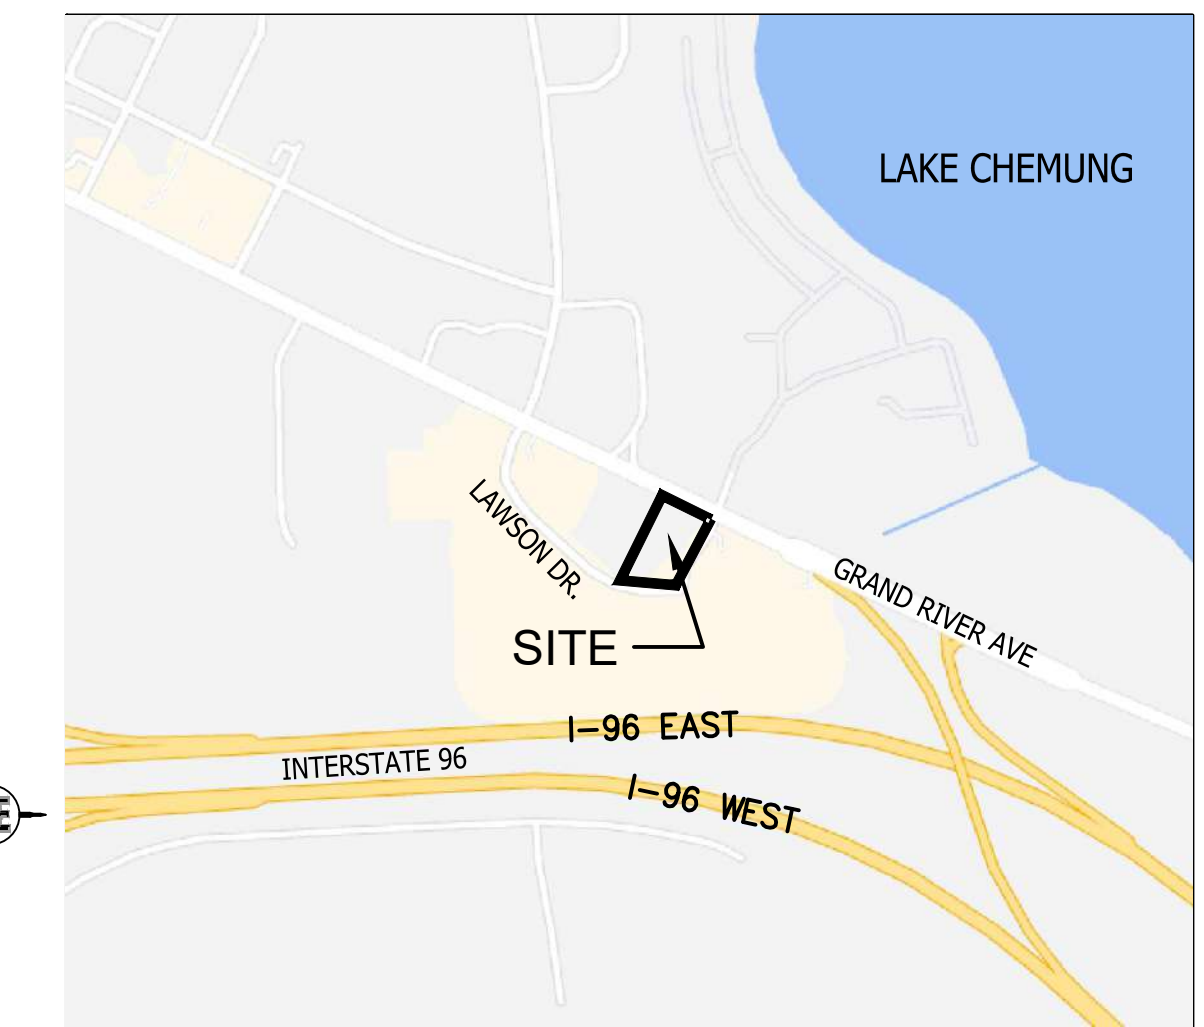 LAKE CHEMUNG
LAWSON DR.
GRAND RIVER AVE
SITE
I-96 EAST
INTERSTATE 96
I-96 WEST